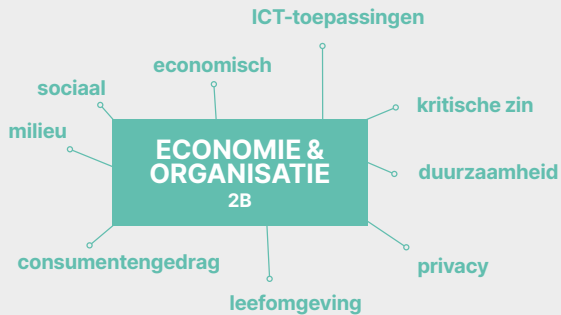 ICT-toepassingen
economisch
sociaal
kritische zin
milieu
ECONOMIE &
ORGANISATIE
2B
duurzaamheid
consumentengedrag
privacy
leefomgeving